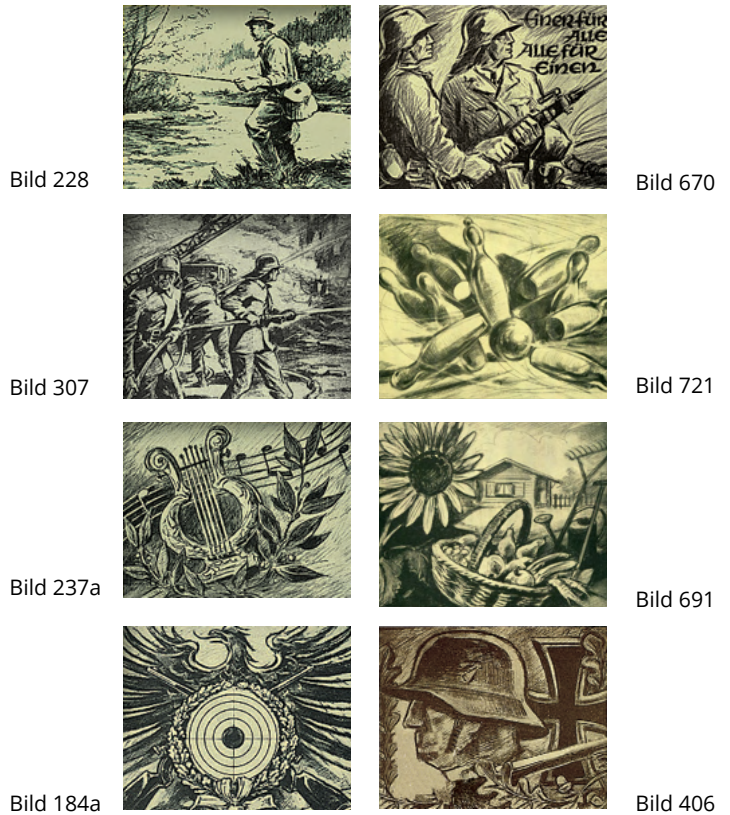 Einer für
Alle
Alle für
Einen
Bild 228
Bild 670
Bild 307
Bild 721
Bild 237a
Bild 691
Bild 184a
Bild 406